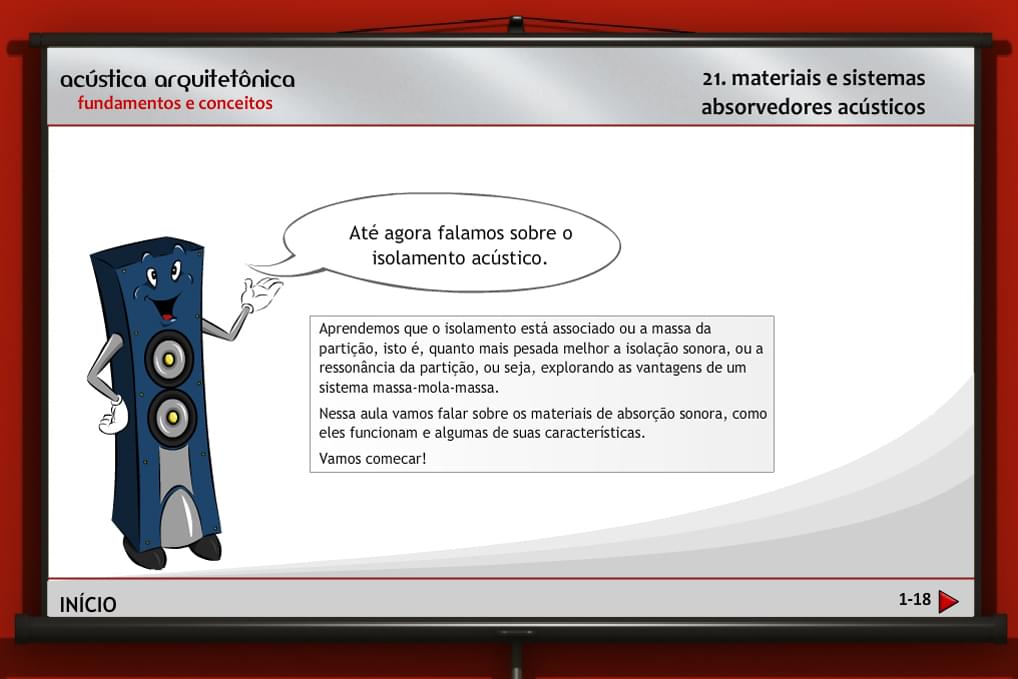 acústica arquitetônica
fundamentos e conceitos
21. materiais e sistemas
absorvedores acústicos
Até agora falamos sobre o
isolamento acústico.
Aprendemos que o isolamento está associado ou a massa da
partição, isto é, quanto mais pesada melhor a isolação sonora, ou a
ressonância da partição, ou seja, explorando as vantagens de um
sistema massa-mola-massa.
Nessa aula vamos falar sobre os materiais de absorção sonora, como
eles funcionam e algumas de suas características.
Vamos comecar!
INÍCIO
1-18